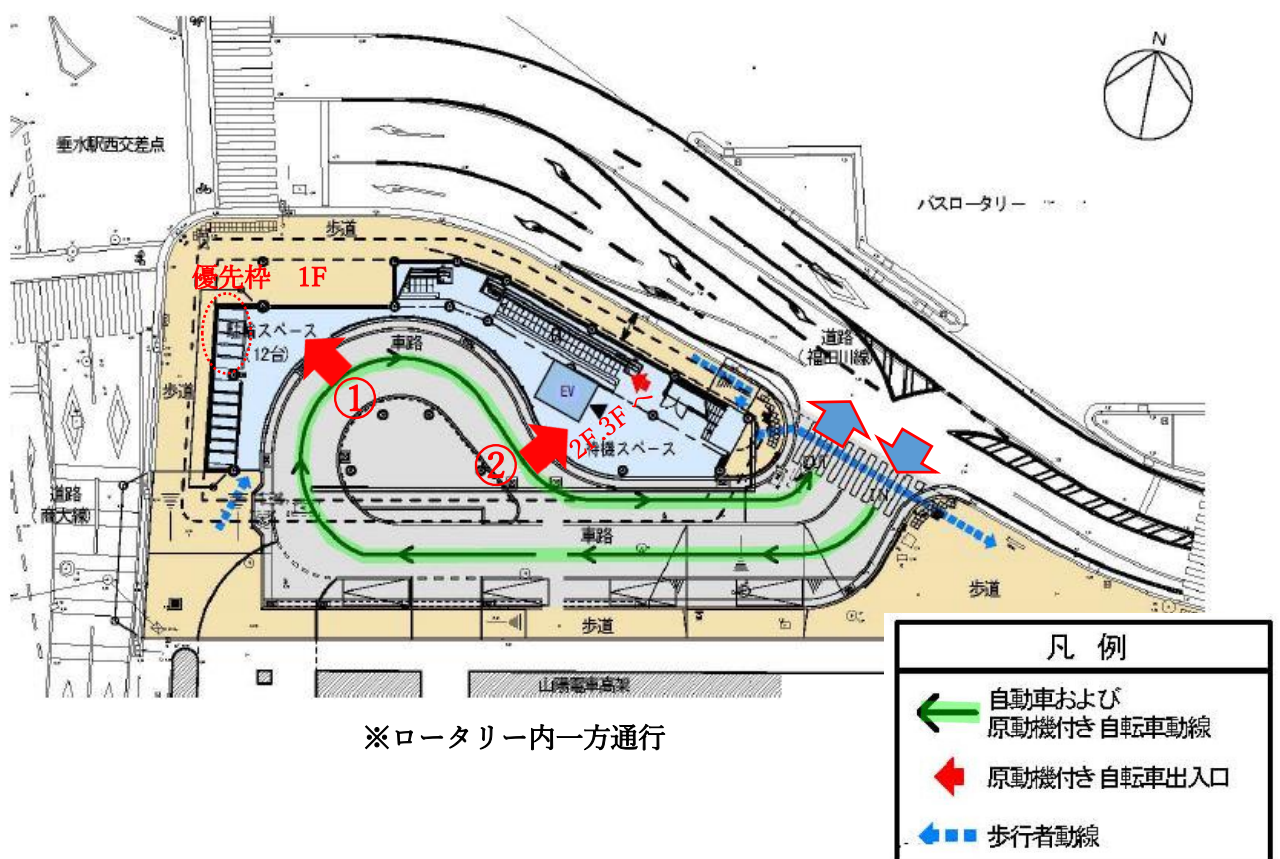 N
垂水駅西交差点
バスロータリー
歩道
優先枠 1F
駐輪スペース
(12台)
車路
道路
(福田川線)
歩道
①
EV
2F.3F へ
②
待機スペース
道路
商大線)
車路
歩道
歩道
山陽電車高架
※ロータリー内一方通行
凡 例
自動車および
原動機付き自転車動線
原動機付き自転車出入口
歩行者動線